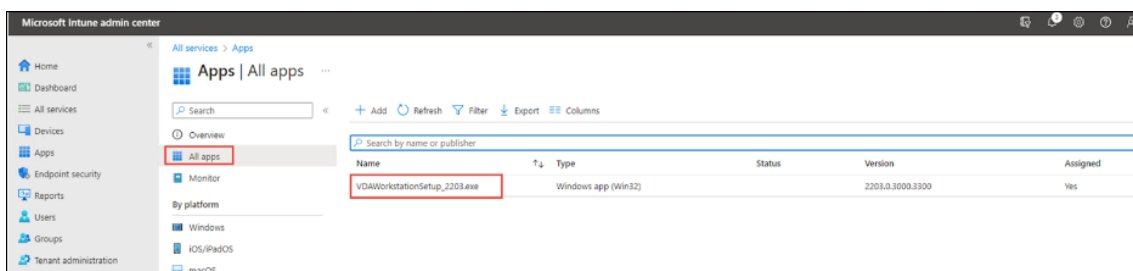 Microsoft Intune admin center
2
«
All services > Apps
Home
Apps | All apps ...
Dashboard
All services
Search
«
Add
Refresh
Filter
Export
Columns
Devices
Overview
Search by name or publisher
Apps
All apps
Name ↑↓ Type Status Version Assigned
Endpoint security
Monitor
VDAWorkstationSetup_2203.exe Windows app (Win32) 2203.0.3000.3300 Yes
Reports
By platform
Users
Windows
Groups
iOS/iPadOS
Tenant administration
macOS